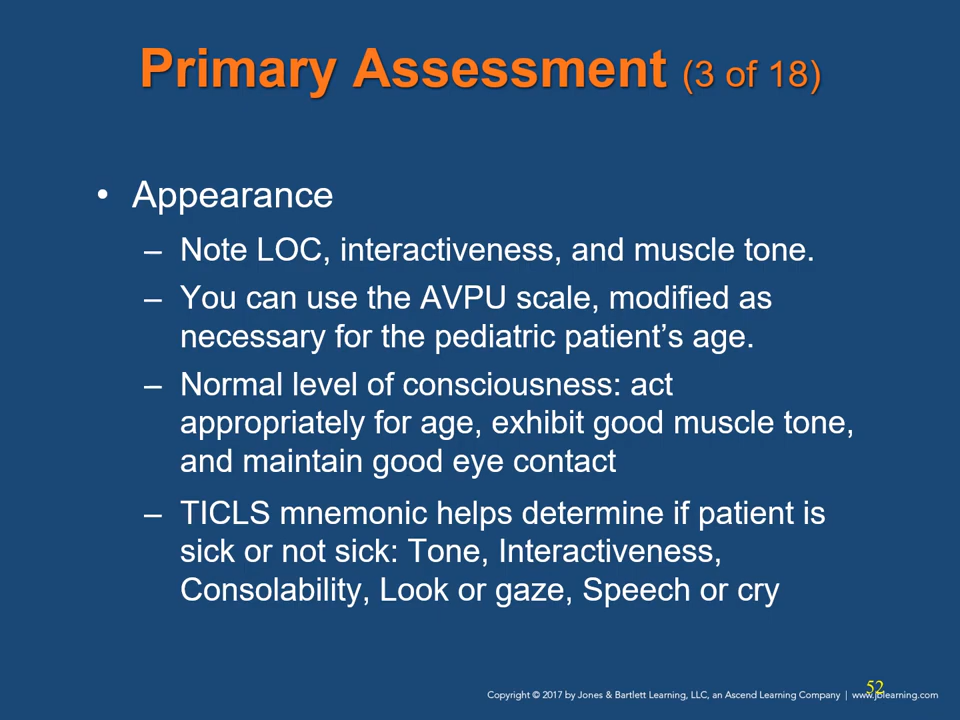 Primary Assessment (3 of 18)
• Appearance
– Note LOC, interactiveness, and muscle tone.
– You can use the AVPU scale, modified as
necessary for the pediatric patient’s age.
– Normal level of consciousness: act
appropriately for age, exhibit good muscle tone,
and maintain good eye contact
– TICLS mnemonic helps determine if patient is
sick or not sick: Tone, Interactiveness,
Consolability, Look or gaze, Speech or cry
52
Copyright © 2017 by Jones & Bartlett Learning, LLC, an Ascend Learning Company | www.jblearning.com